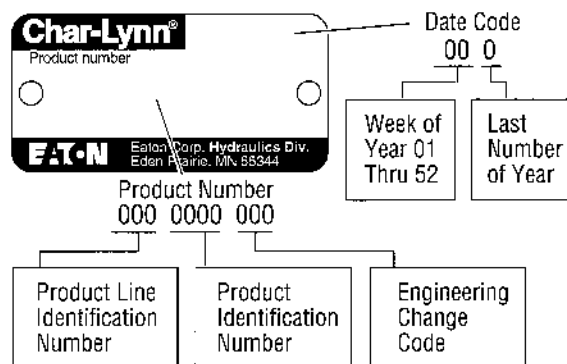 Char-Lynn®
Product number
EATON
Eaton Corp. Hydraulics Div.
Eden Prairie, MN 55344
Date Code
00 0
Week of
Year 01
Thru 52
Last
Number
of Year
Product Number
000 0000 000
Product Line
Identification
Number
Product
Identification
Number
Engineering
Change
Code